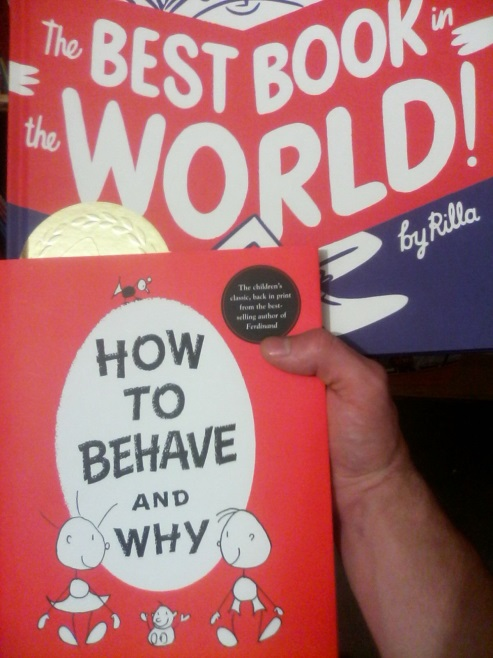 The
BEST BOOK in
the
WORLD!
by Rilla
The children's
classic, back in print
from the best-
selling author of
Ferdinand
HOW
TO
BEHAVE
AND
WHY